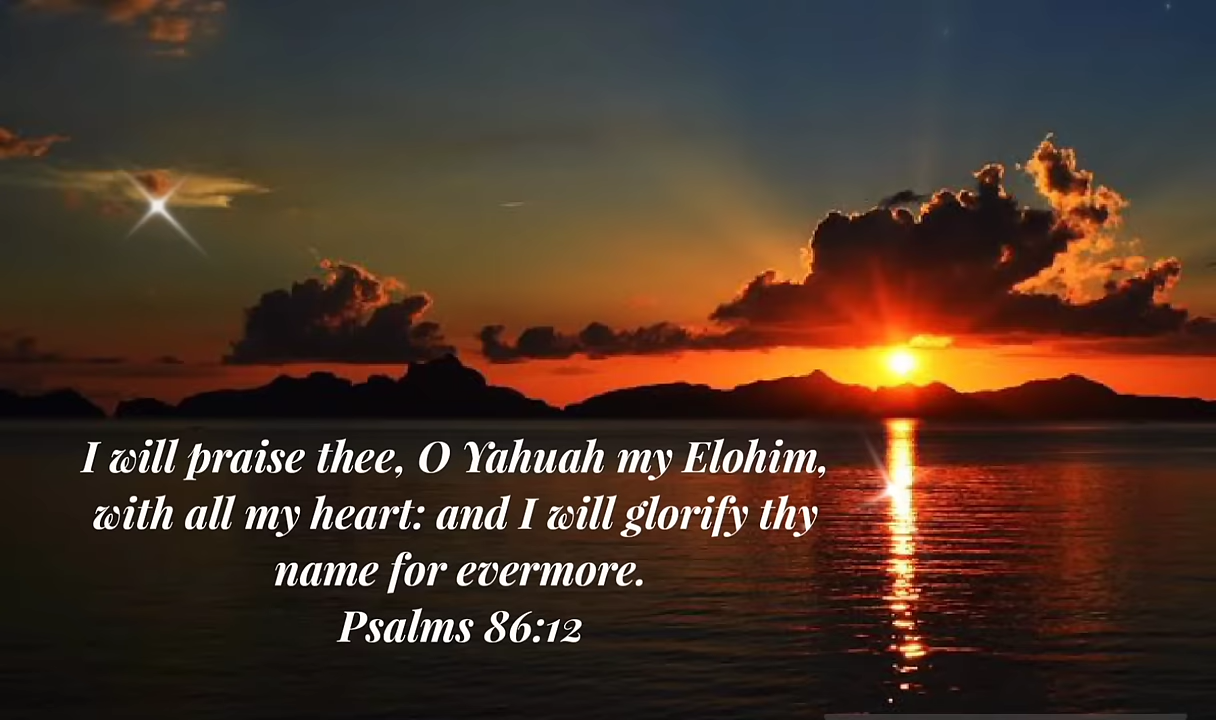 I will praise thee, O Yahuah my Elohim,
with all my heart: and I will glorify thy
name for evermore.
Psalms 86:12